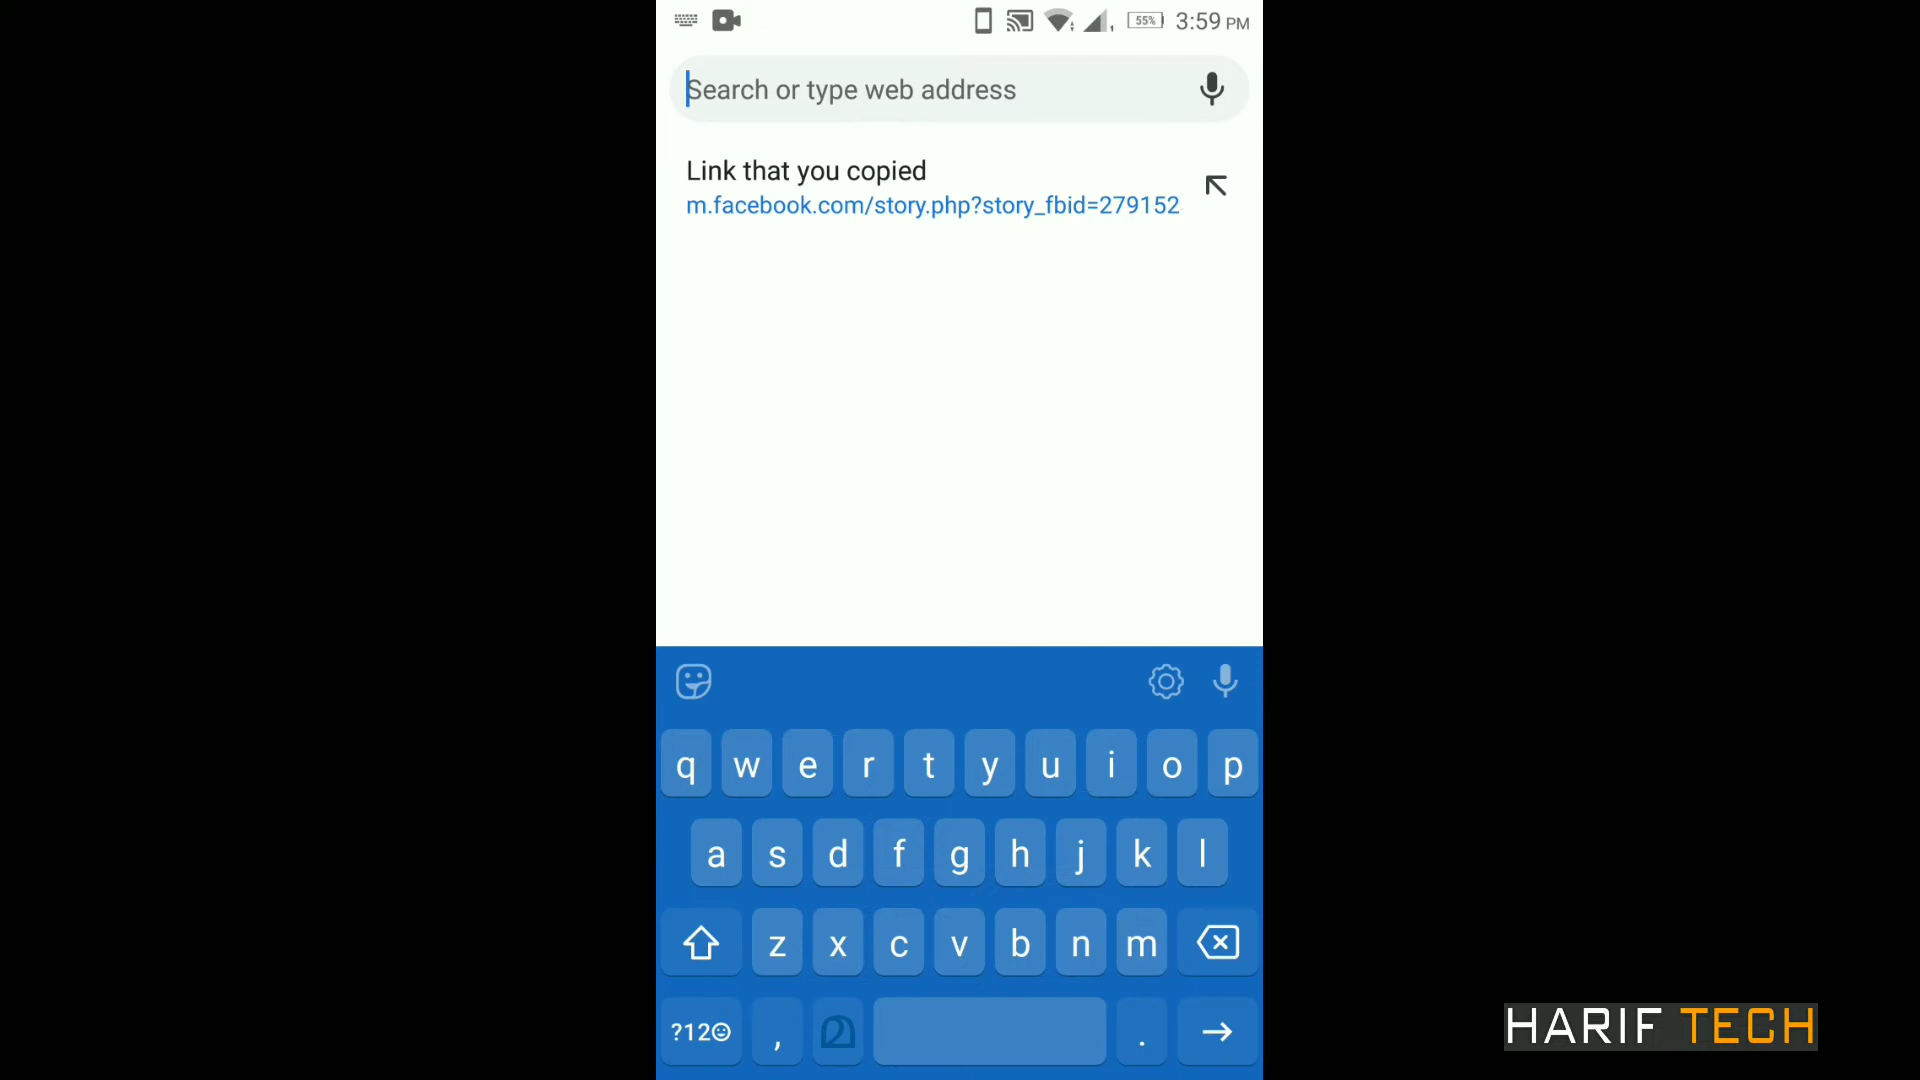 55% 3:59 PM
Search or type web address
Link that you copied
m.facebook.com/story.php?story_fbid=279152
q w e r t y u i o p
a s d f g h j k l
z x c v b n m
?12☺ , മ .
HARIF TECH